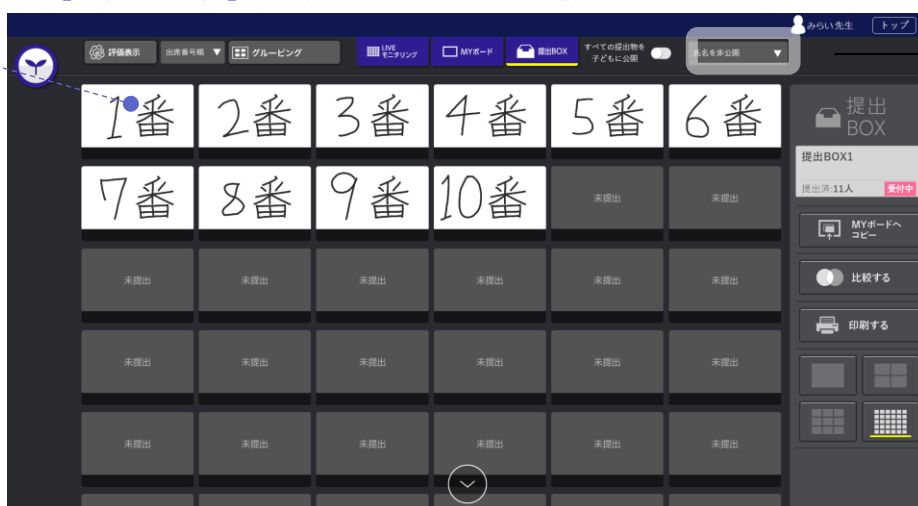 みらい先生 トップ
評価表示 出席番号順 ▼ グルーピング LIVE モニタリング MYボード 提出BOX すべての提出物を 子どもに公開 氏名を非公開 ▼
1番 2番 3番 4番 5番 6番
7番 8番 9番 10番 未提出 未提出
未提出 未提出 未提出 未提出 未提出 未提出
未提出 未提出 未提出 未提出 未提出 未提出
未提出 未提出 未提出 未提出 未提出 未提出
提出
BOX
提出BOX1
提出済:11人 受付中
MYボードへ
コピー
比較する
印刷する